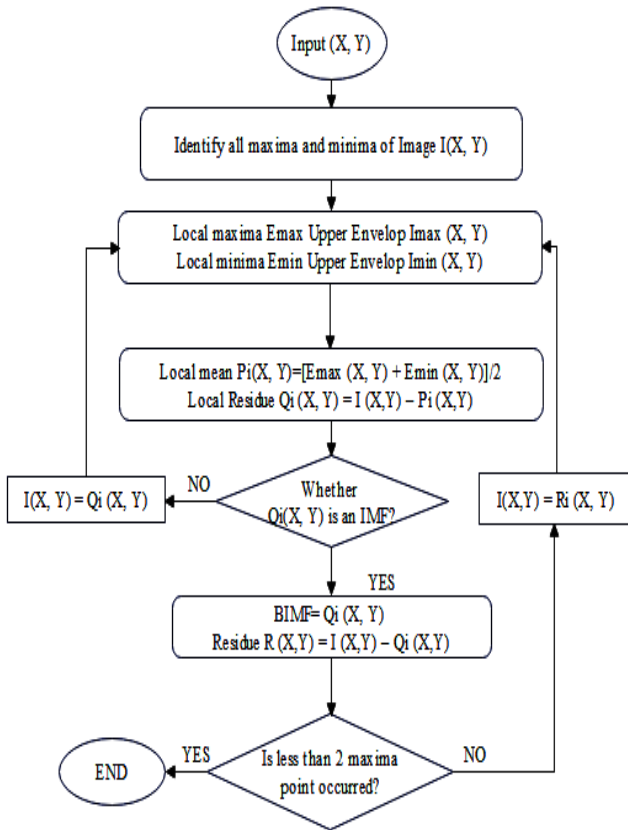 Input (X, Y)
Identify all maxima and minima of Image I(X, Y)
Local maxima Emax Upper Envelop Imax (X, Y)
Local minima Emin Upper Envelop Imin (X, Y)
Local mean Pi(X, Y)=[Emax (X, Y) + Emin (X, Y)]/2
Local Residue Qi (X, Y) = I (X,Y) – Pi (X,Y)
I(X, Y) = Qi (X, Y)
NO
Whether
Qi(X, Y) is an IMF?
I(X,Y) = Ri (X, Y)
YES
BIMF= Qi (X, Y)
Residue R (X,Y) = I (X,Y) – Qi (X,Y)
END
YES
Is less than 2 maxima
point occurred?
NO